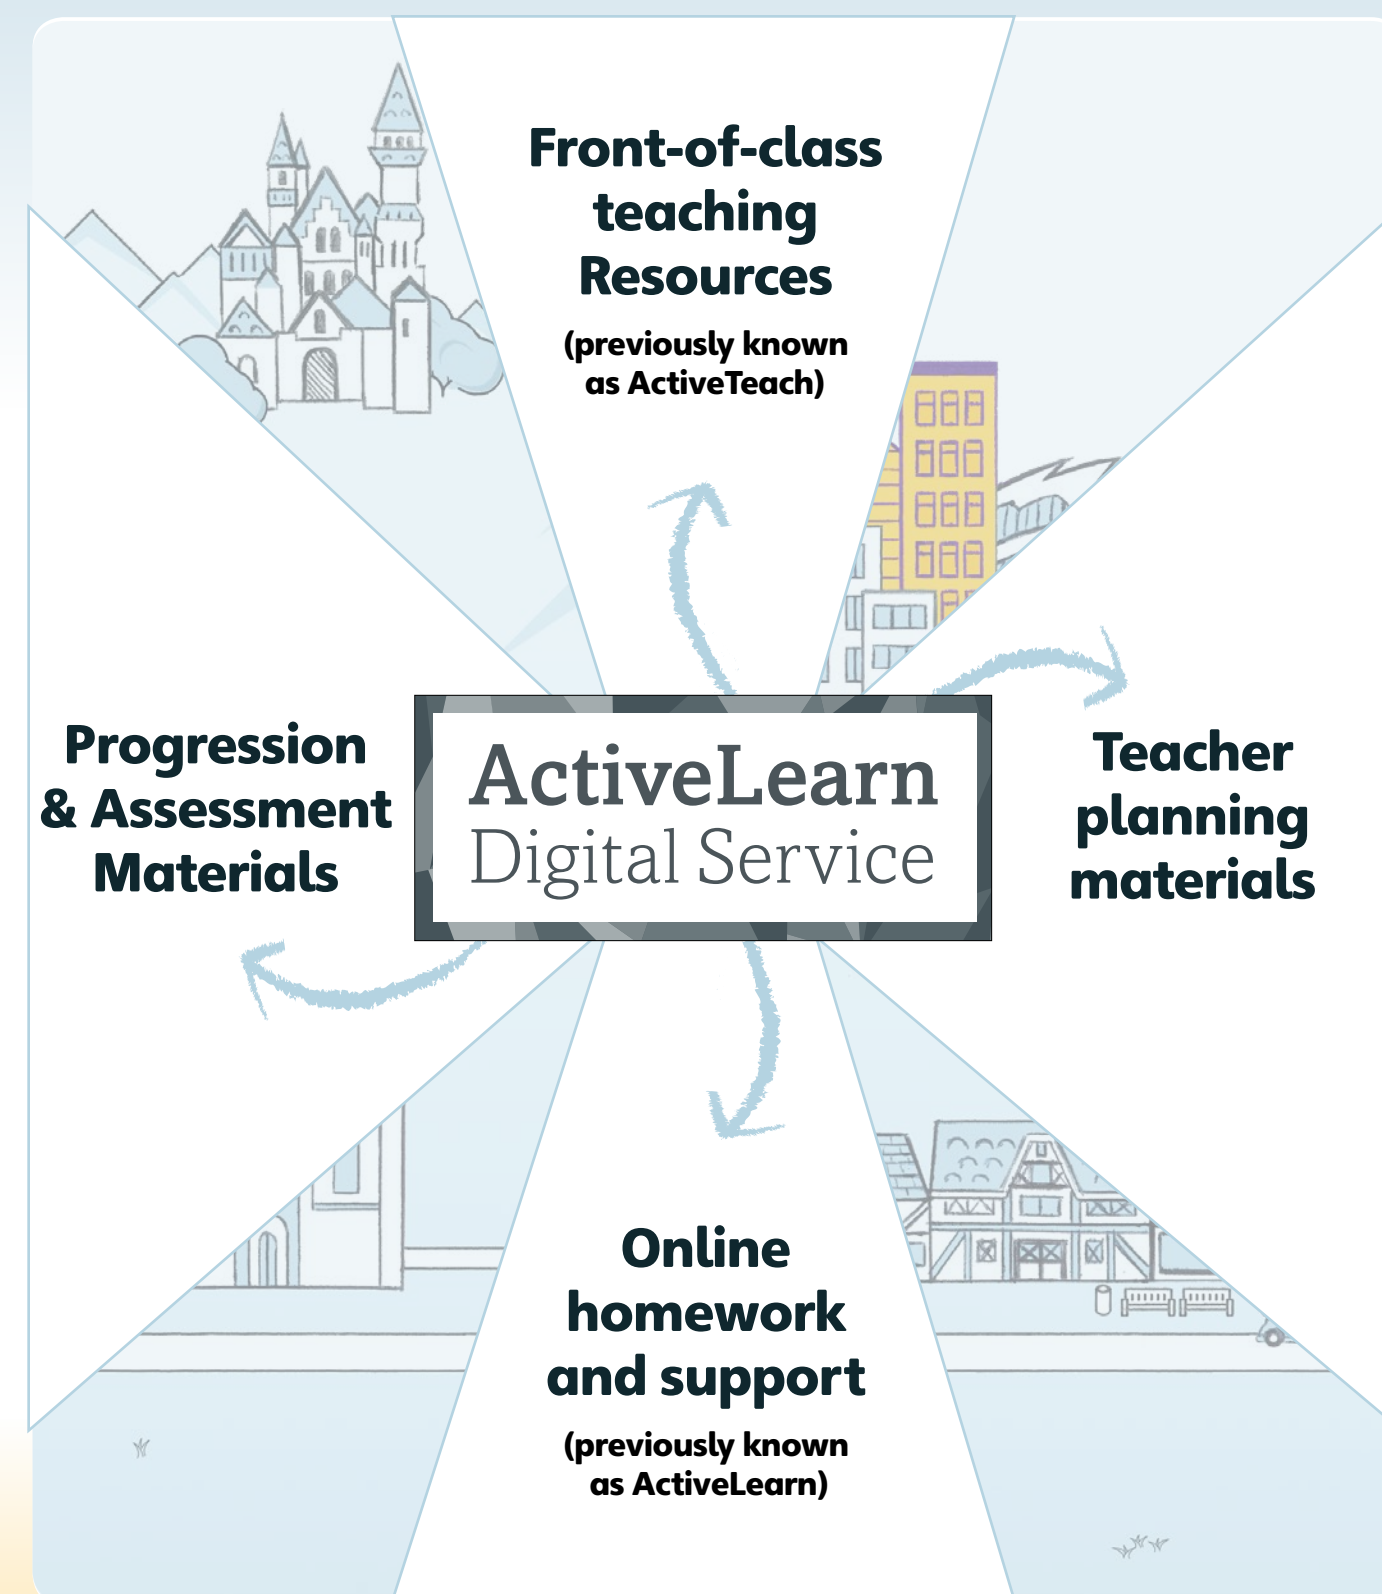 Front-of-class
teaching
Resources
(previously known
as ActiveTeach)
Progression
& Assessment
Materials
ActiveLearn
Digital Service
Teacher
planning
materials
Online
homework
and support
(previously known
as ActiveLearn)